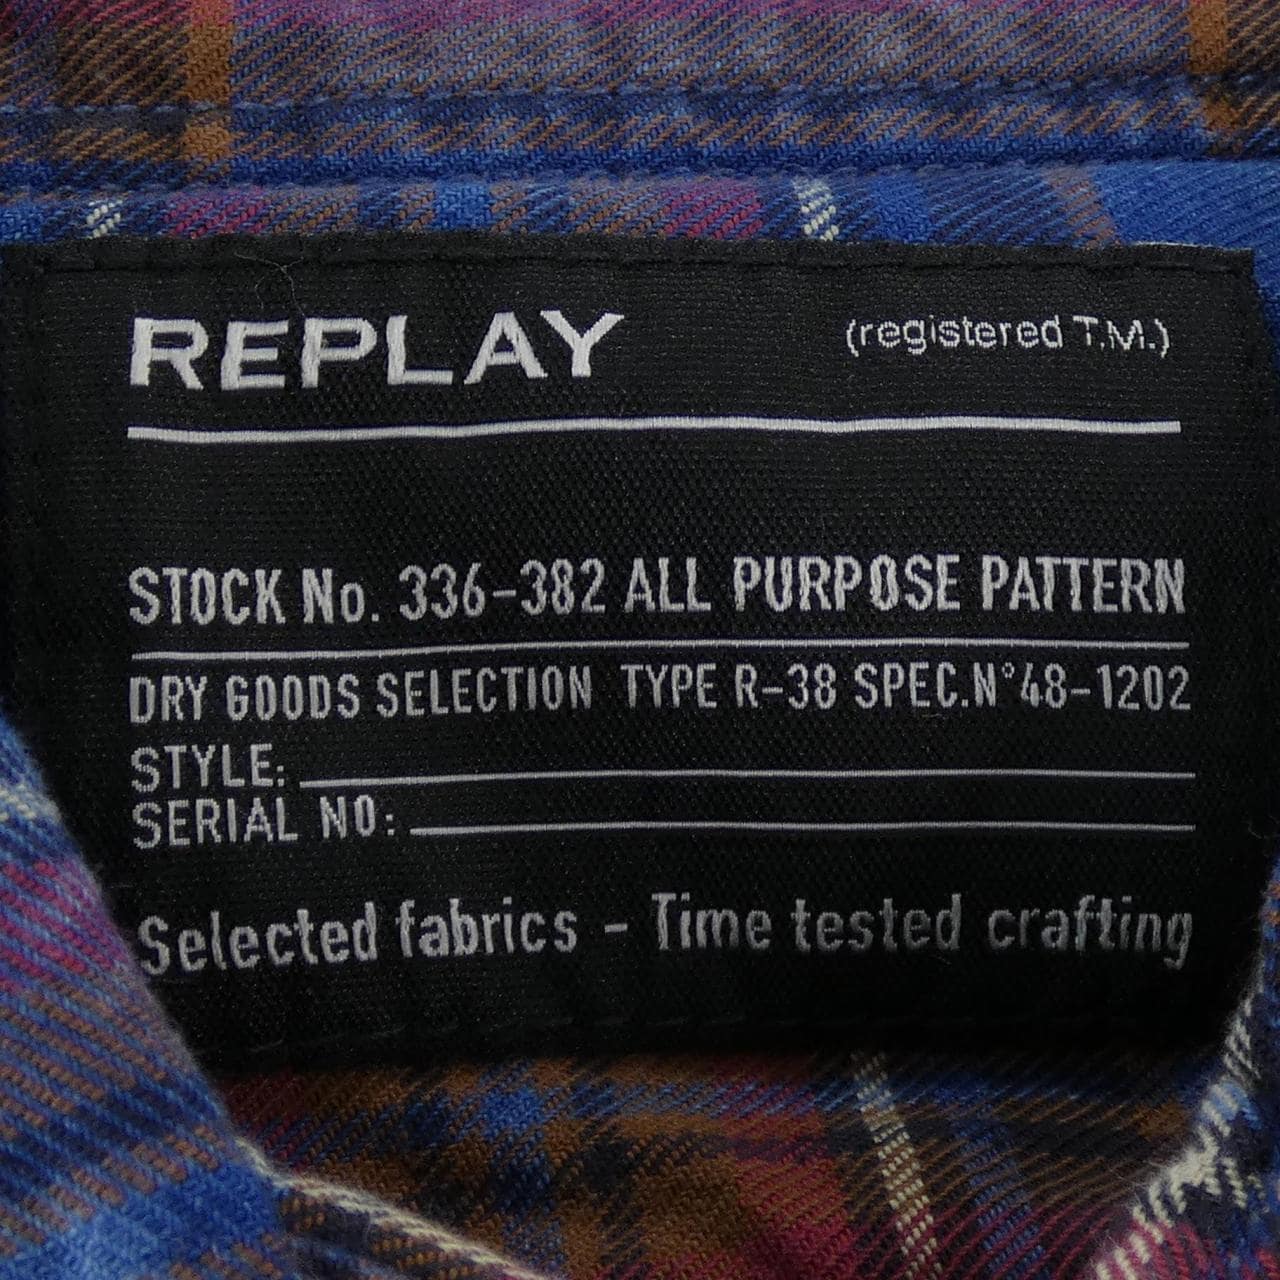 REPLAY (registered T.M.)
STOCK No. 336-382 ALL PURPOSE PATTERN
DRY GOODS SELECTION TYPE R-38 SPEC.N°48-1202
STYLE:
SERIAL NO:
Selected fabrics - Time tested crafting